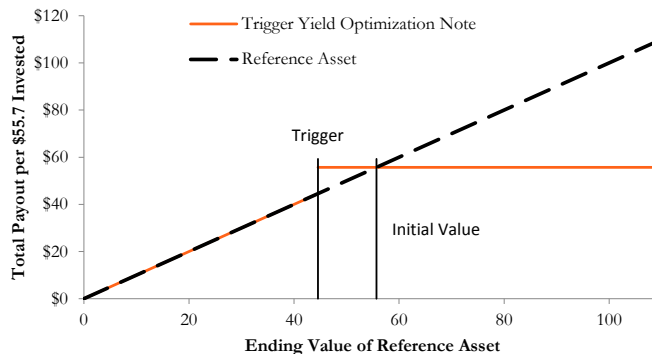 $120
$100
$80
$60
$40
$20
$0
Total Payout per $55.7 Invested
Trigger Yield Optimization Note
Reference Asset
Trigger
Initial Value
0
20
40
60
80
100
Ending Value of Reference Asset